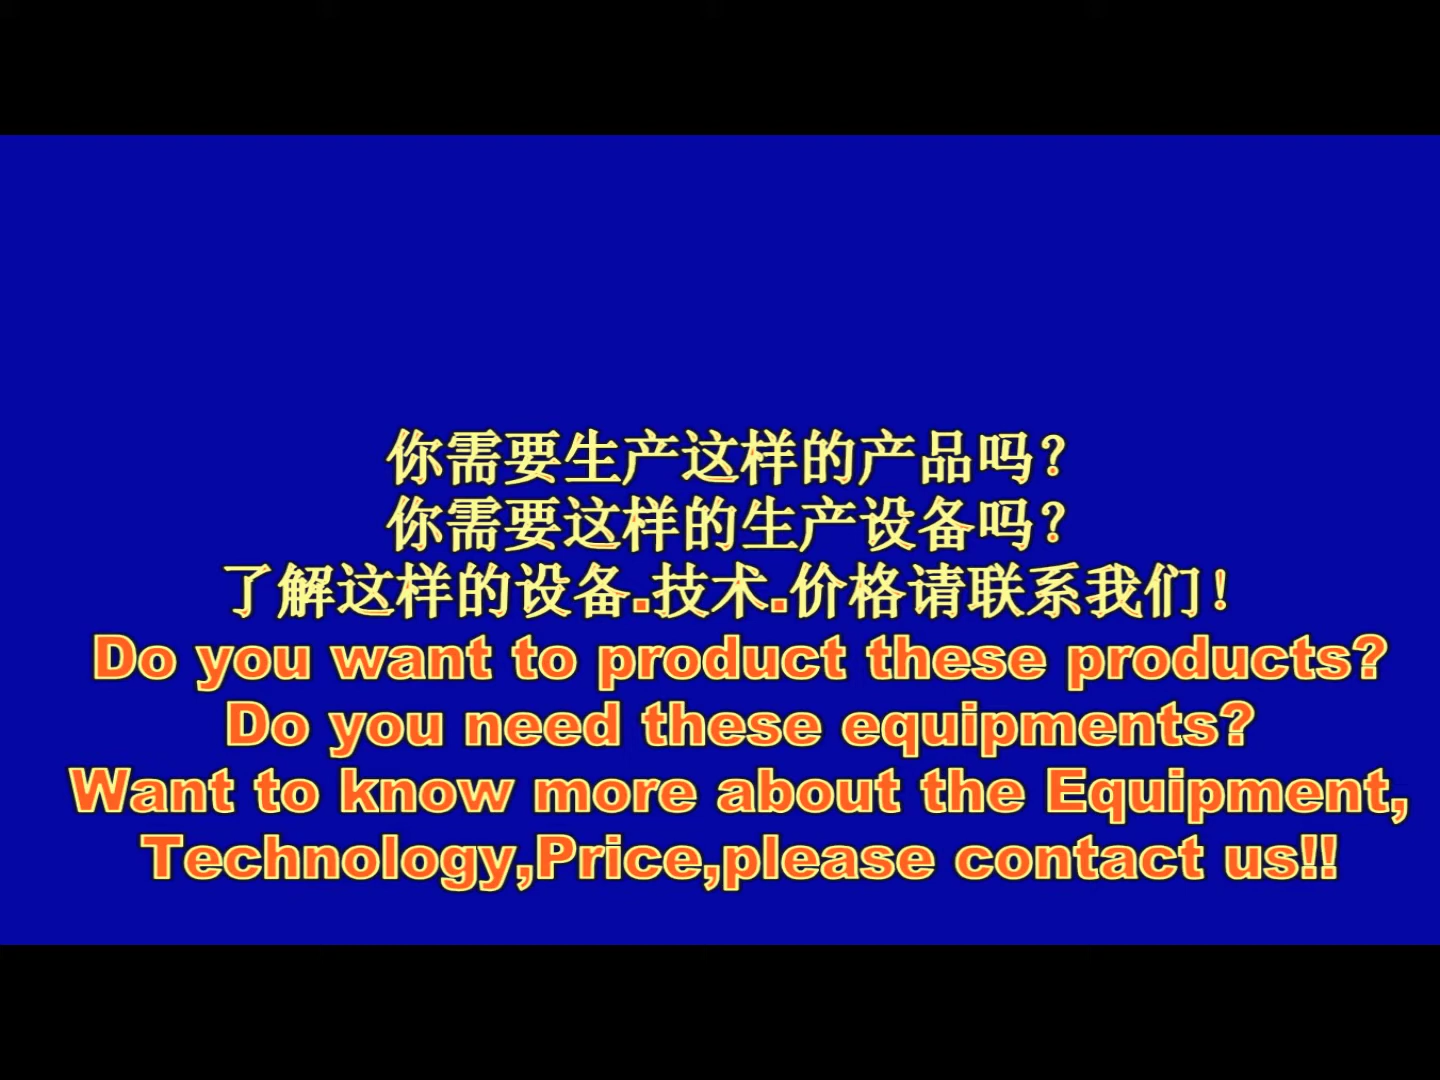 你需要生产这样的产品吗?
你需要这样的生产设备吗?
了解这样的设备.技术.价格请联系我们!
Do you want to product these products?
Do you need these equipments?
Want to know more about the Equipment,
Technology,Price,please contact us!!